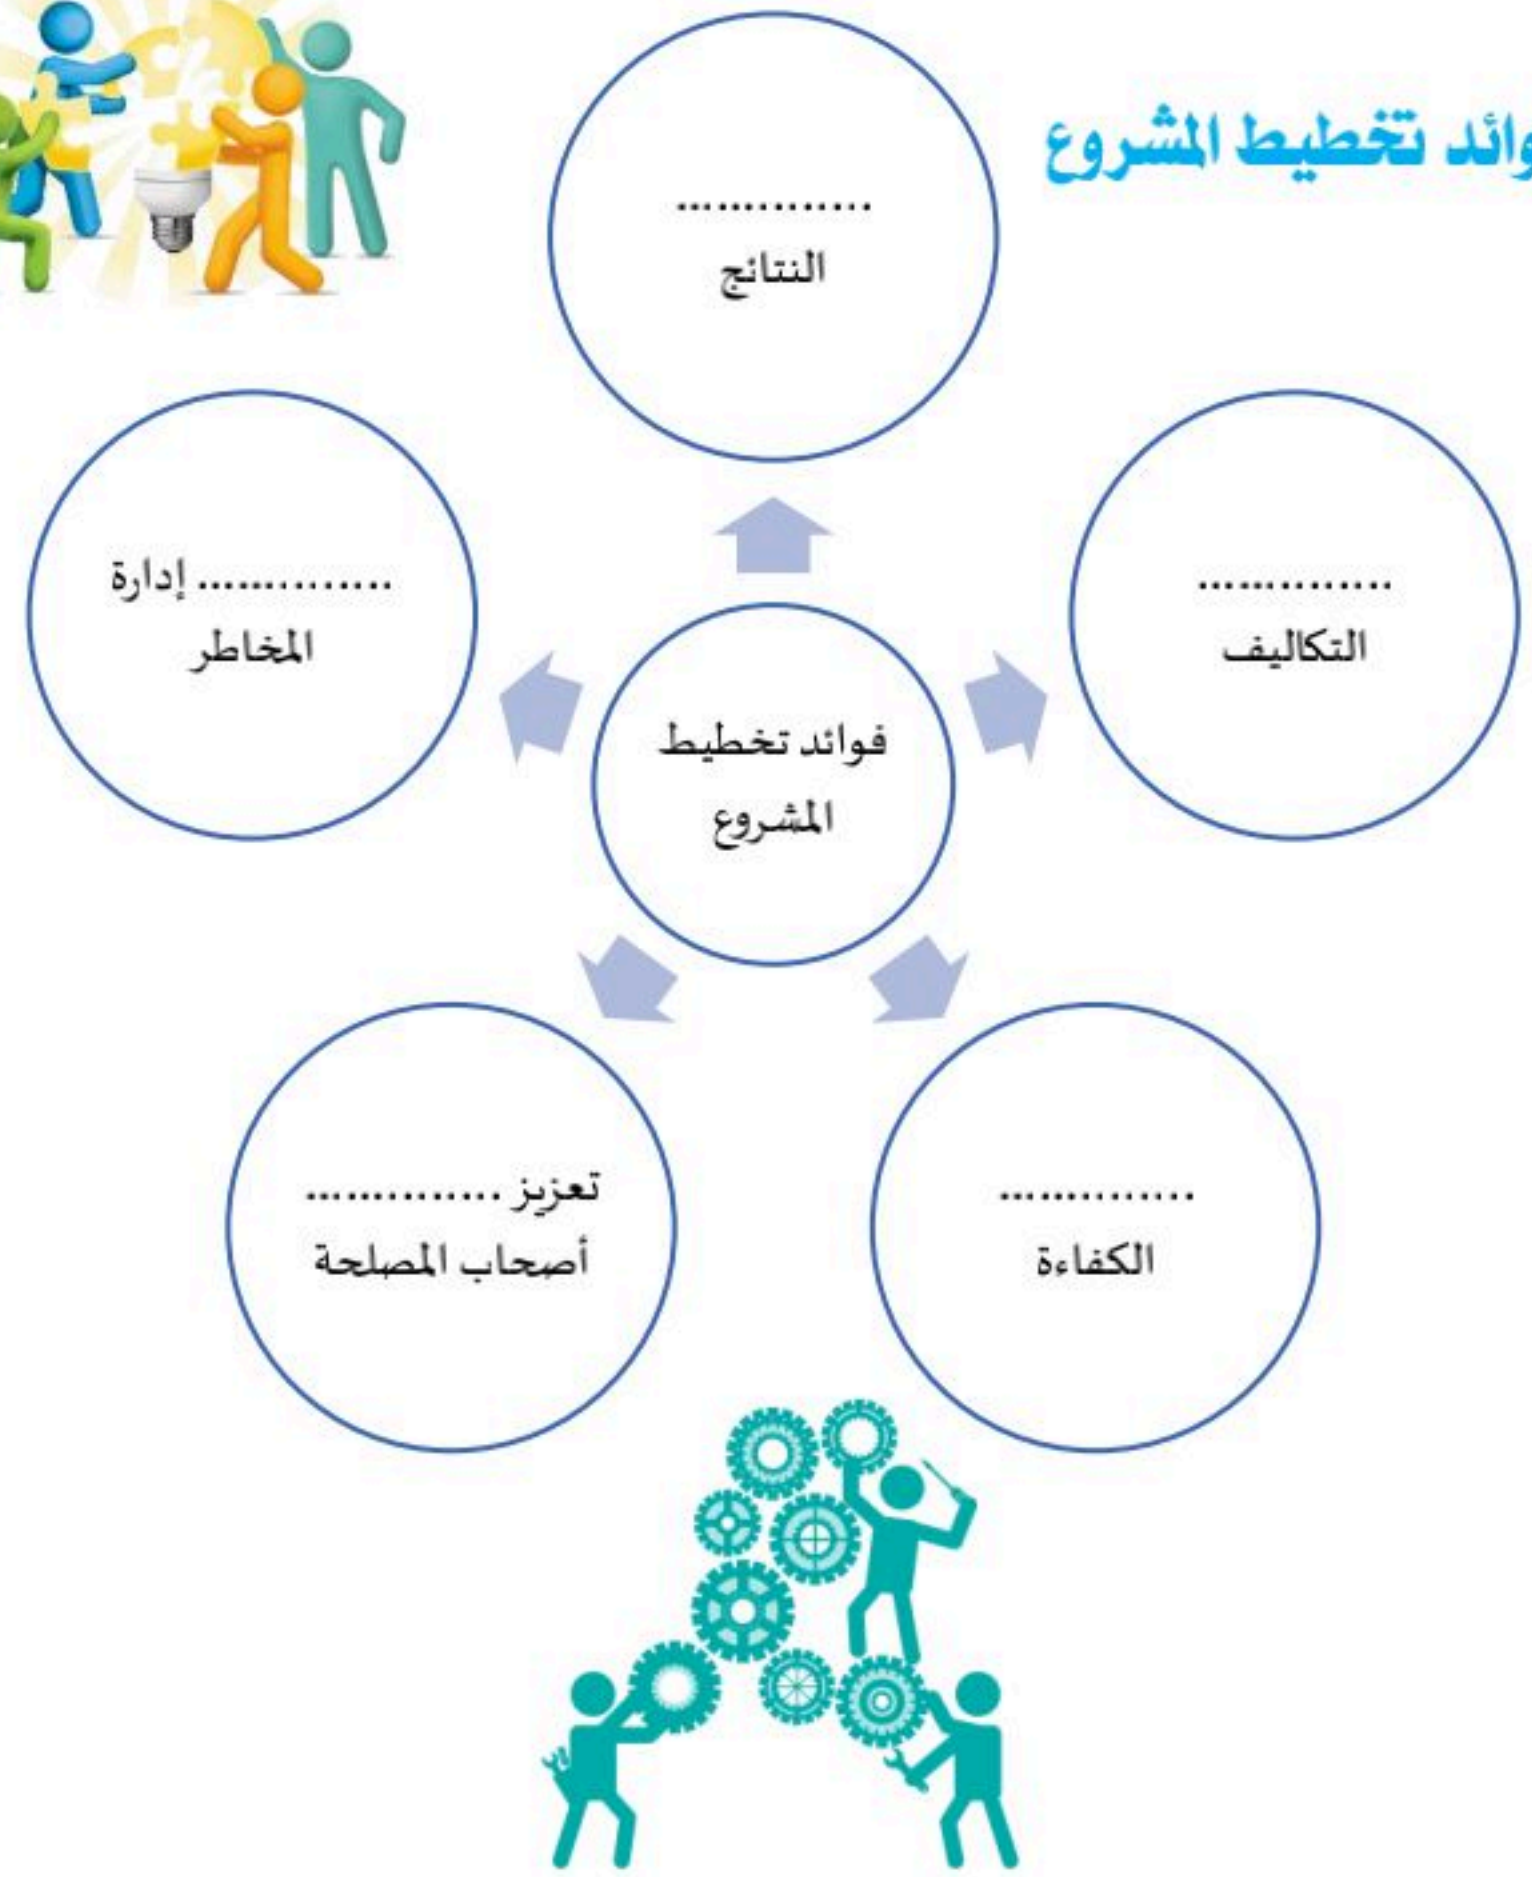 وائد تخطيط المشروع
..............
النتائج
..............
التكاليف
.............. إدارة
المخاطر
فوائد تخطيط
المشروع
..............
الكفاءة
تعزيز ..............
أصحاب المصلحة